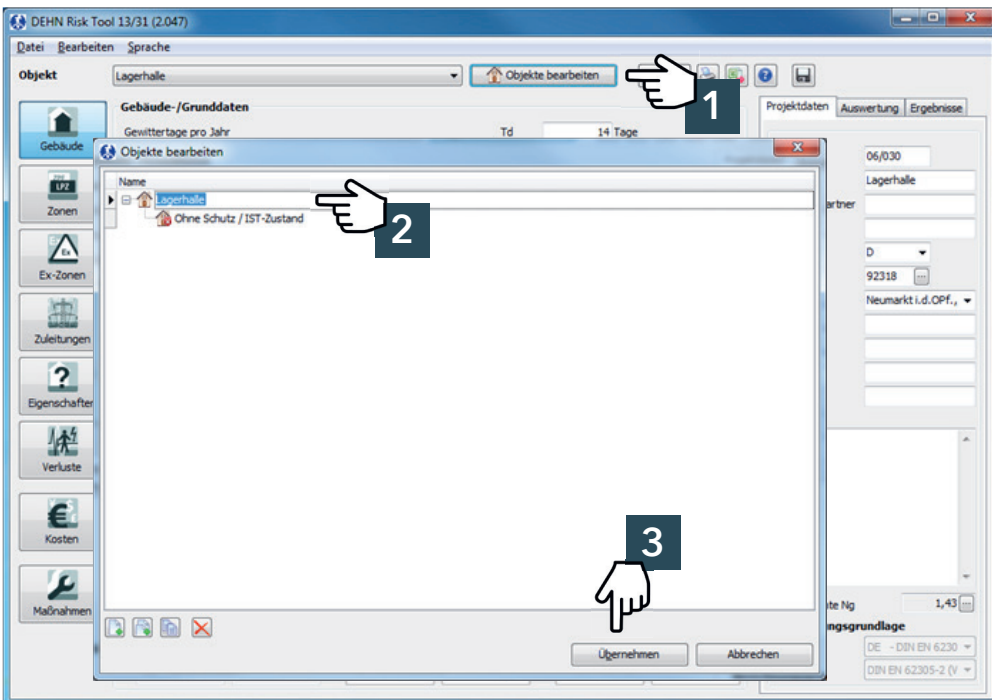 DEHN Risk Tool 13/31 (2.047)
Datei Bearbeiten Sprache
Objekt Lagerhalle Objekte bearbeiten
1
Projektdaten Auswertung Ergebnisse
Gebäude-/Grunddaten
Gewittertage pro Jahr Td 14 Tage
Gebäude
Zonen
LPZ
Ex-Zonen
Ex
Zuleitungen
Eigenschaften
Verluste
Kosten
Maßnahmen
Objekte bearbeiten
Name
Lagerhalle
2
Ohne Schutz / IST-Zustand
3
Übernehmen Abbrechen
06/030
Lagerhalle
artner
D
92318
Neumarkt i.d.OPf.,
te Ng 1,43
ngsgrundlage
DE - DIN EN 6230
DIN EN 62305-2 (V